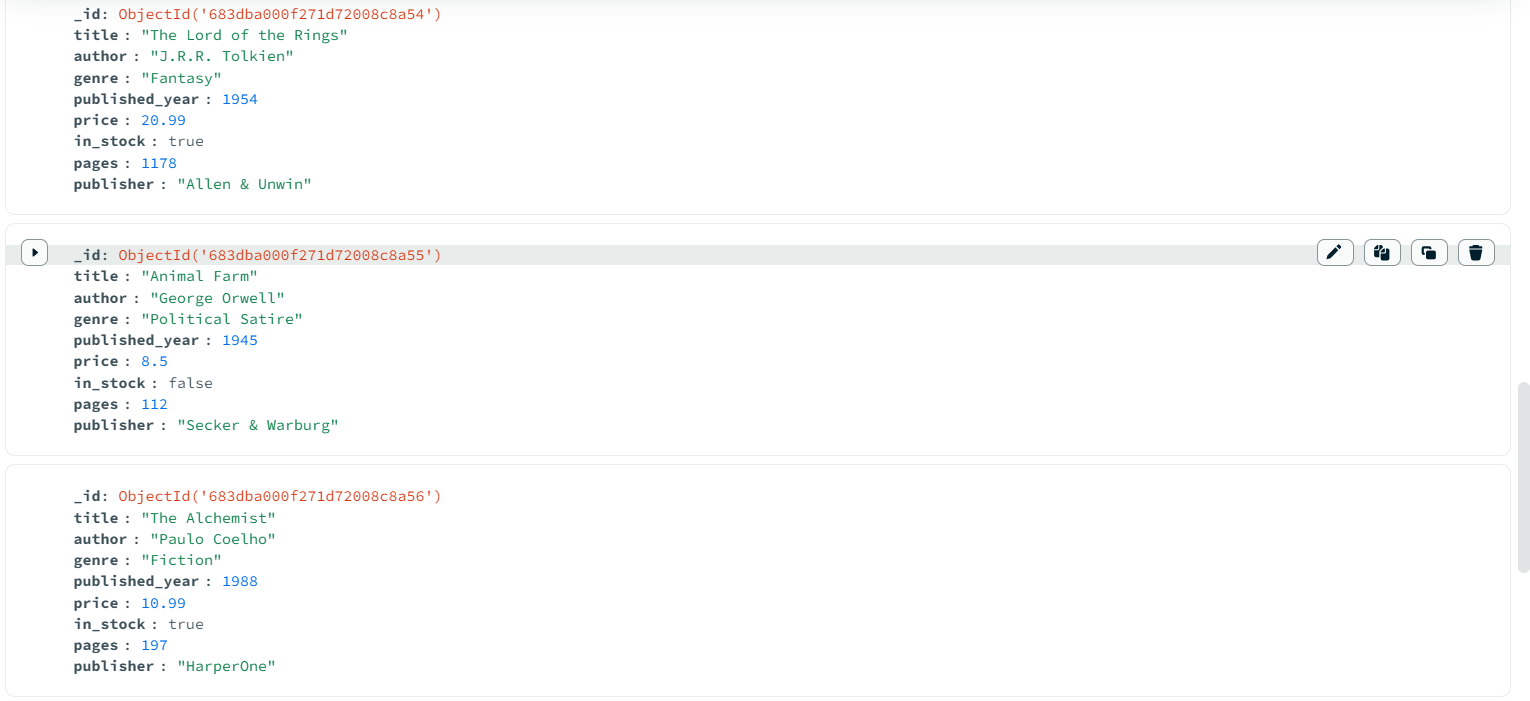 _id: ObjectId('683dba000f271d72008c8a54')
title : "The Lord of the Rings"
author : "J.R.R. Tolkien"
genre : "Fantasy"
published_year : 1954
price : 20.99
in_stock : true
pages : 1178
publisher : "Allen & Unwin"
_id: ObjectId('683dba000f271d72008c8a55')
title : "Animal Farm"
author : "George Orwell"
genre : "Political Satire"
published_year : 1945
price : 8.5
in_stock : false
pages : 112
publisher : "Secker & Warburg"
_id: ObjectId('683dba000f271d72008c8a56')
title : "The Alchemist"
author : "Paulo Coelho"
genre : "Fiction"
published_year : 1988
price : 10.99
in_stock : true
pages : 197
publisher : "HarperOne"